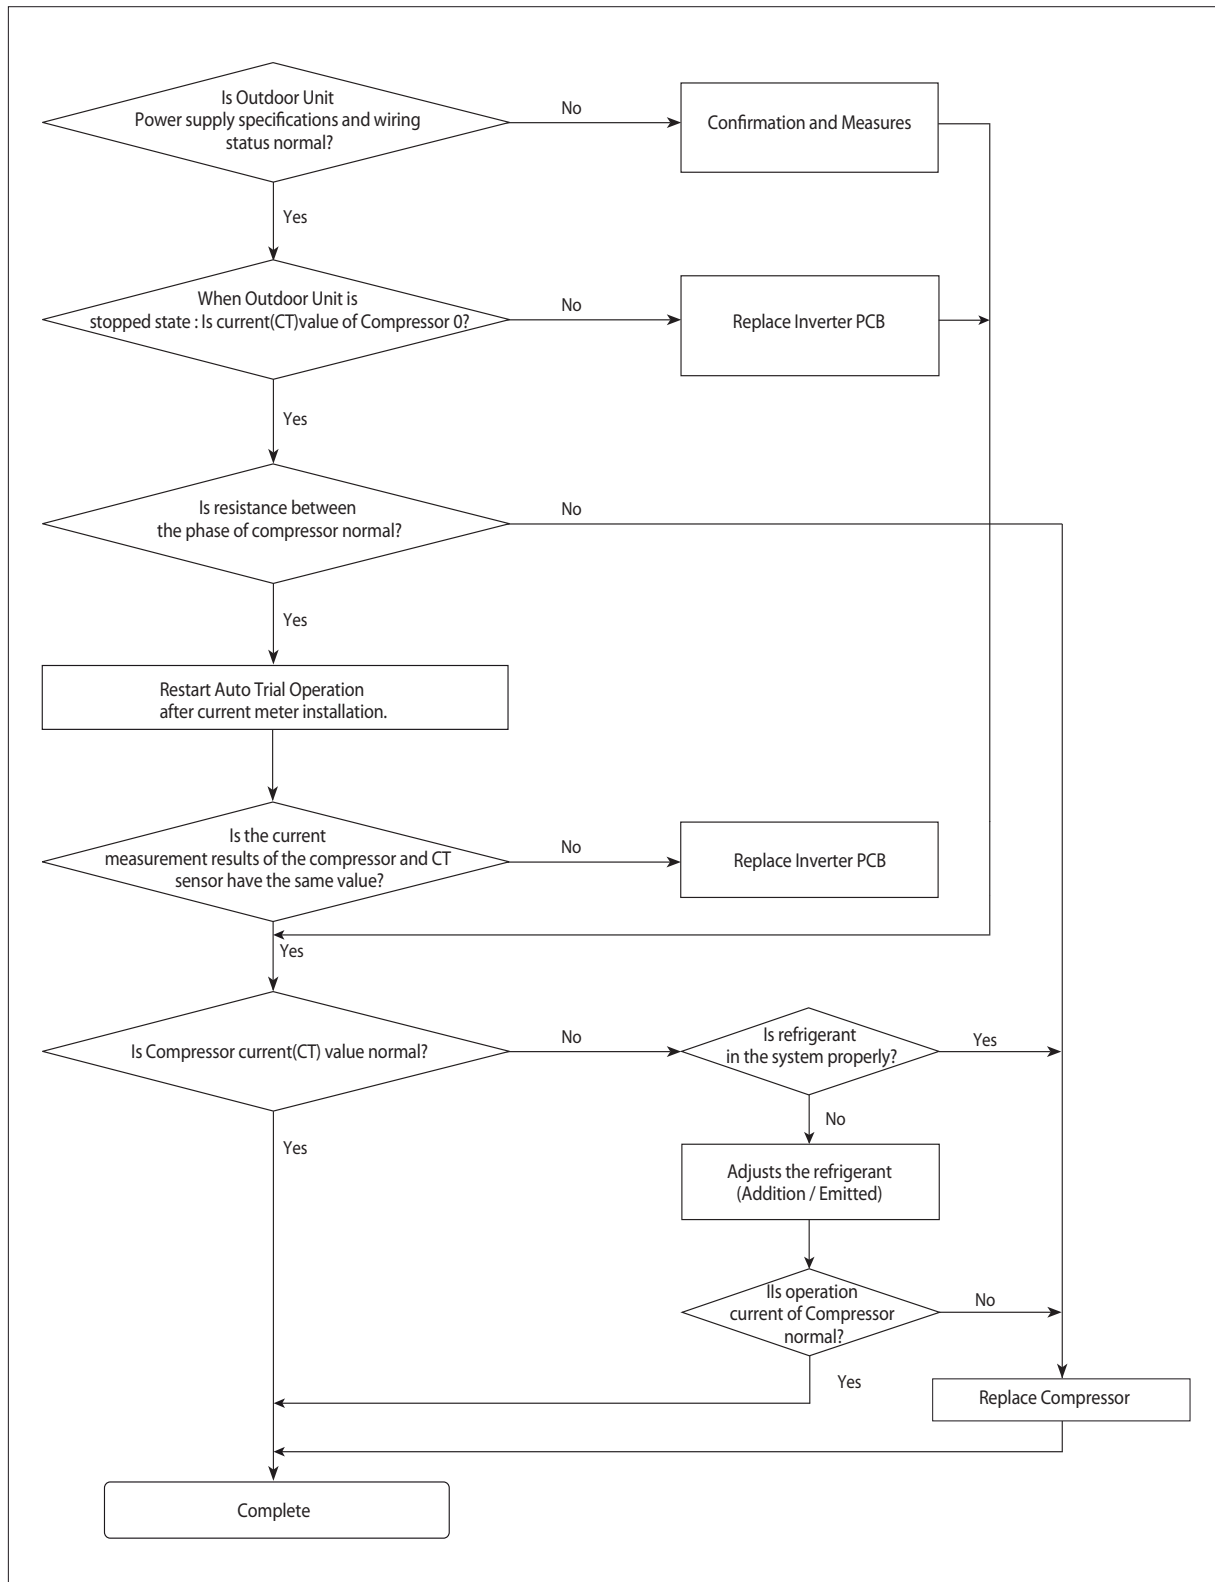 Is Outdoor Unit
Power supply specifications and wiring
status normal?
No
Confirmation and Measures
Yes
When Outdoor Unit is
stopped state : Is current(CT)value of Compressor 0?
No
Replace Inverter PCB
Yes
Is resistance between
the phase of compressor normal?
No
Yes
Restart Auto Trial Operation
after current meter installation.
Is the current
measurement results of the compressor and CT
sensor have the same value?
No
Replace Inverter PCB
Yes
Is Compressor current(CT) value normal?
No
Is refrigerant
in the system properly?
Yes
No
Yes
Adjusts the refrigerant
(Addition / Emitted)
IIs operation
current of Compressor
normal?
No
Yes
Replace Compressor
Complete